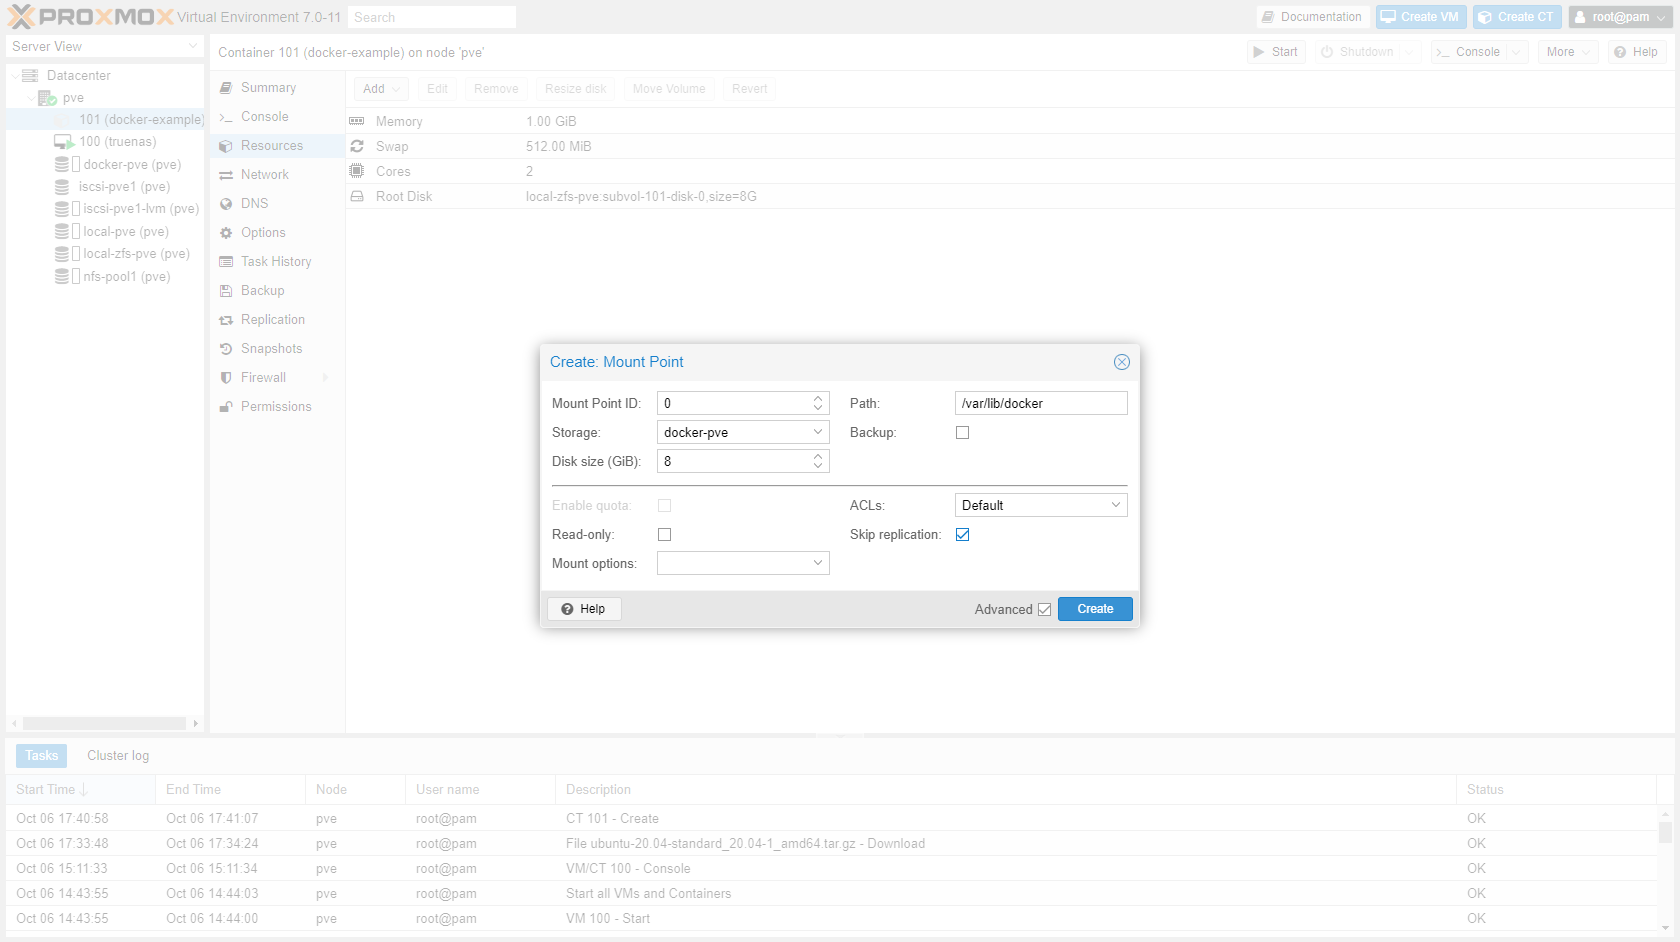 PROXMOX Virtual Environment 7.0-11 Search Documentation Create VM Create CT root@pam
Server View
Datacenter
pve
101 (docker-example)
100 (truenas)
docker-pve (pve)
iscsi-pve1 (pve)
iscsi-pve1-lvm (pve)
local-pve (pve)
local-zfs-pve (pve)
nfs-pool1 (pve)
Container 101 (docker-example) on node 'pve' Start Shutdown Console More Help
Summary
Console
Resources
Network
DNS
Options
Task History
Backup
Replication
Snapshots
Firewall
Permissions
Add Edit Remove Resize disk Move Volume Revert
Memory 1.00 GiB
Swap 512.00 MiB
Cores 2
Root Disk local-zfs-pve:subvol-101-disk-0,size=8G
Create: Mount Point
Mount Point ID: 0 Path: /var/lib/docker
Storage: docker-pve Backup:
Disk size (GiB): 8
Enable quota: ACLs: Default
Read-only: Skip replication:
Mount options:
Help Advanced Create
Tasks Cluster log
Start Time End Time Node User name Description Status
Oct 06 17:40:58 Oct 06 17:41:07 pve root@pam CT 101 - Create OK
Oct 06 17:33:48 Oct 06 17:34:24 pve root@pam File ubuntu-20.04-standard_20.04-1_amd64.tar.gz - Download OK
Oct 06 15:11:33 Oct 06 15:11:34 pve root@pam VM/CT 100 - Console OK
Oct 06 14:43:55 Oct 06 14:44:03 pve root@pam Start all VMs and Containers OK
Oct 06 14:43:55 Oct 06 14:44:00 pve root@pam VM 100 - Start OK